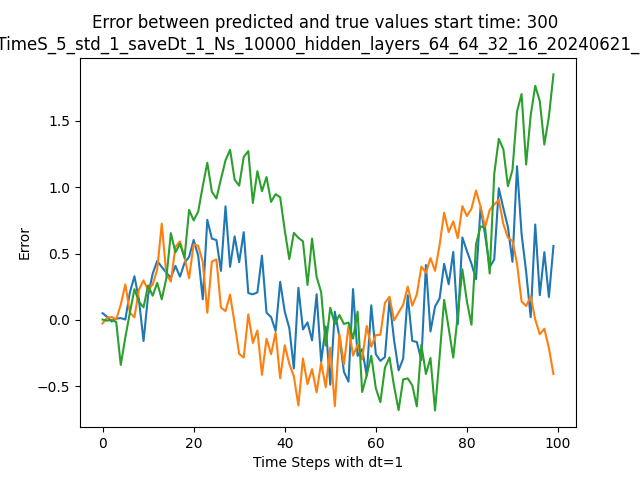 Error between predicted and true values start time: 300
TimeS_5_std_1_saveDt_1_Ns_10000_hidden_layers_64_64_32_16_20240621_
1.5
1.0
0.5
0.0
−0.5
Error
0 20 40 60 80 100
Time Steps with dt=1